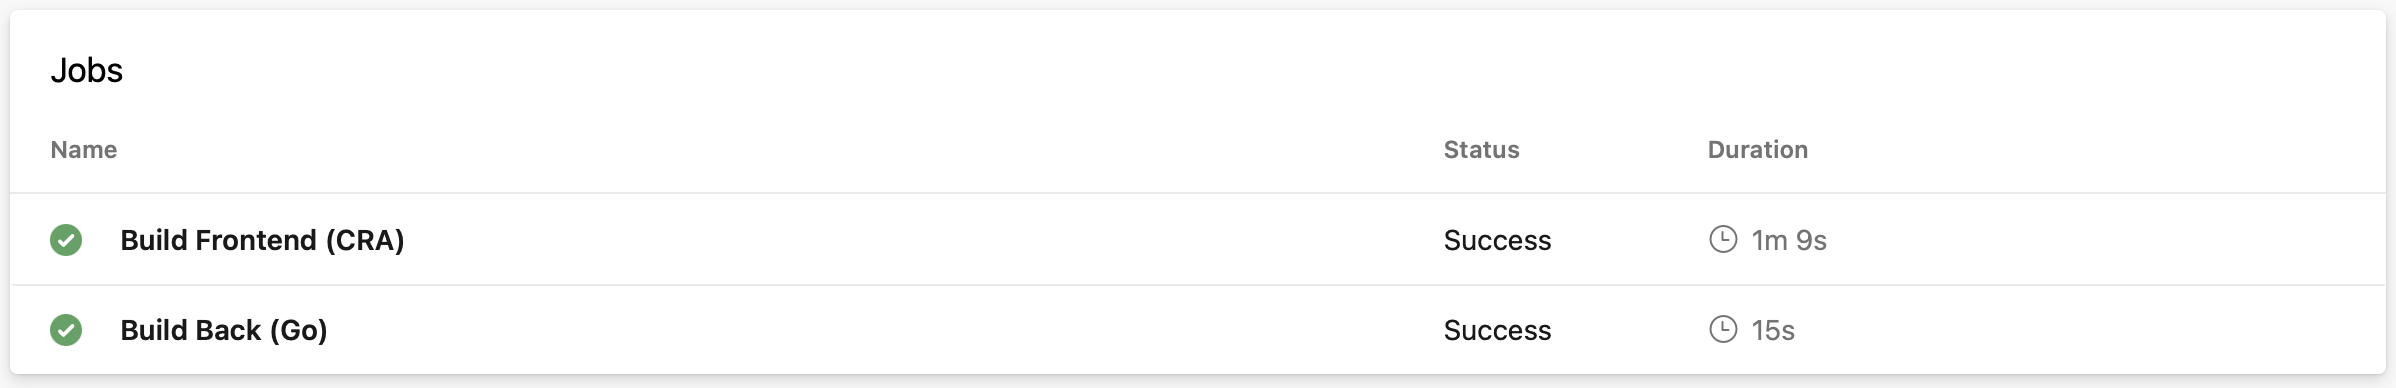 Jobs
Name Status Duration
Build Frontend (CRA) Success 1m 9s
Build Back (Go) Success 15s